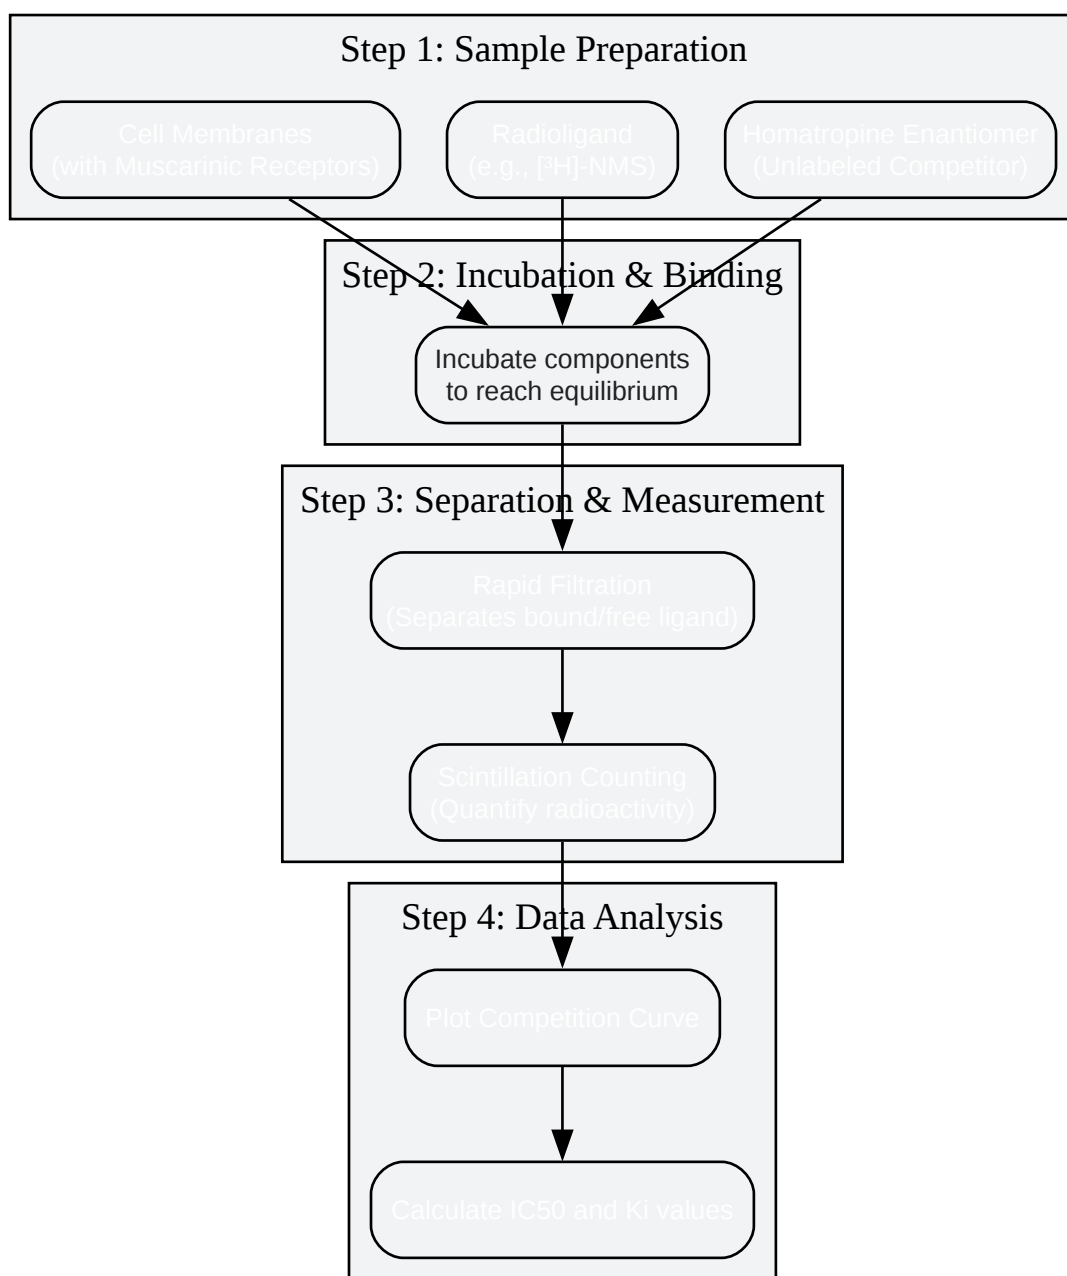 Step 1: Sample Preparation
Cell Membranes
(with Muscarinic Receptors)
Radioligand
(e.g., [³H]-NMS)
Homatropine Enantiomer
(Unlabeled Competitor)
Step 2: Incubation & Binding
Incubate components
to reach equilibrium
Step 3: Separation & Measurement
Rapid Filtration
(Separates bound/free ligand)
Scintillation Counting
(Quantify radioactivity)
Step 4: Data Analysis
Plot Competition Curve
Calculate IC50 and Ki values